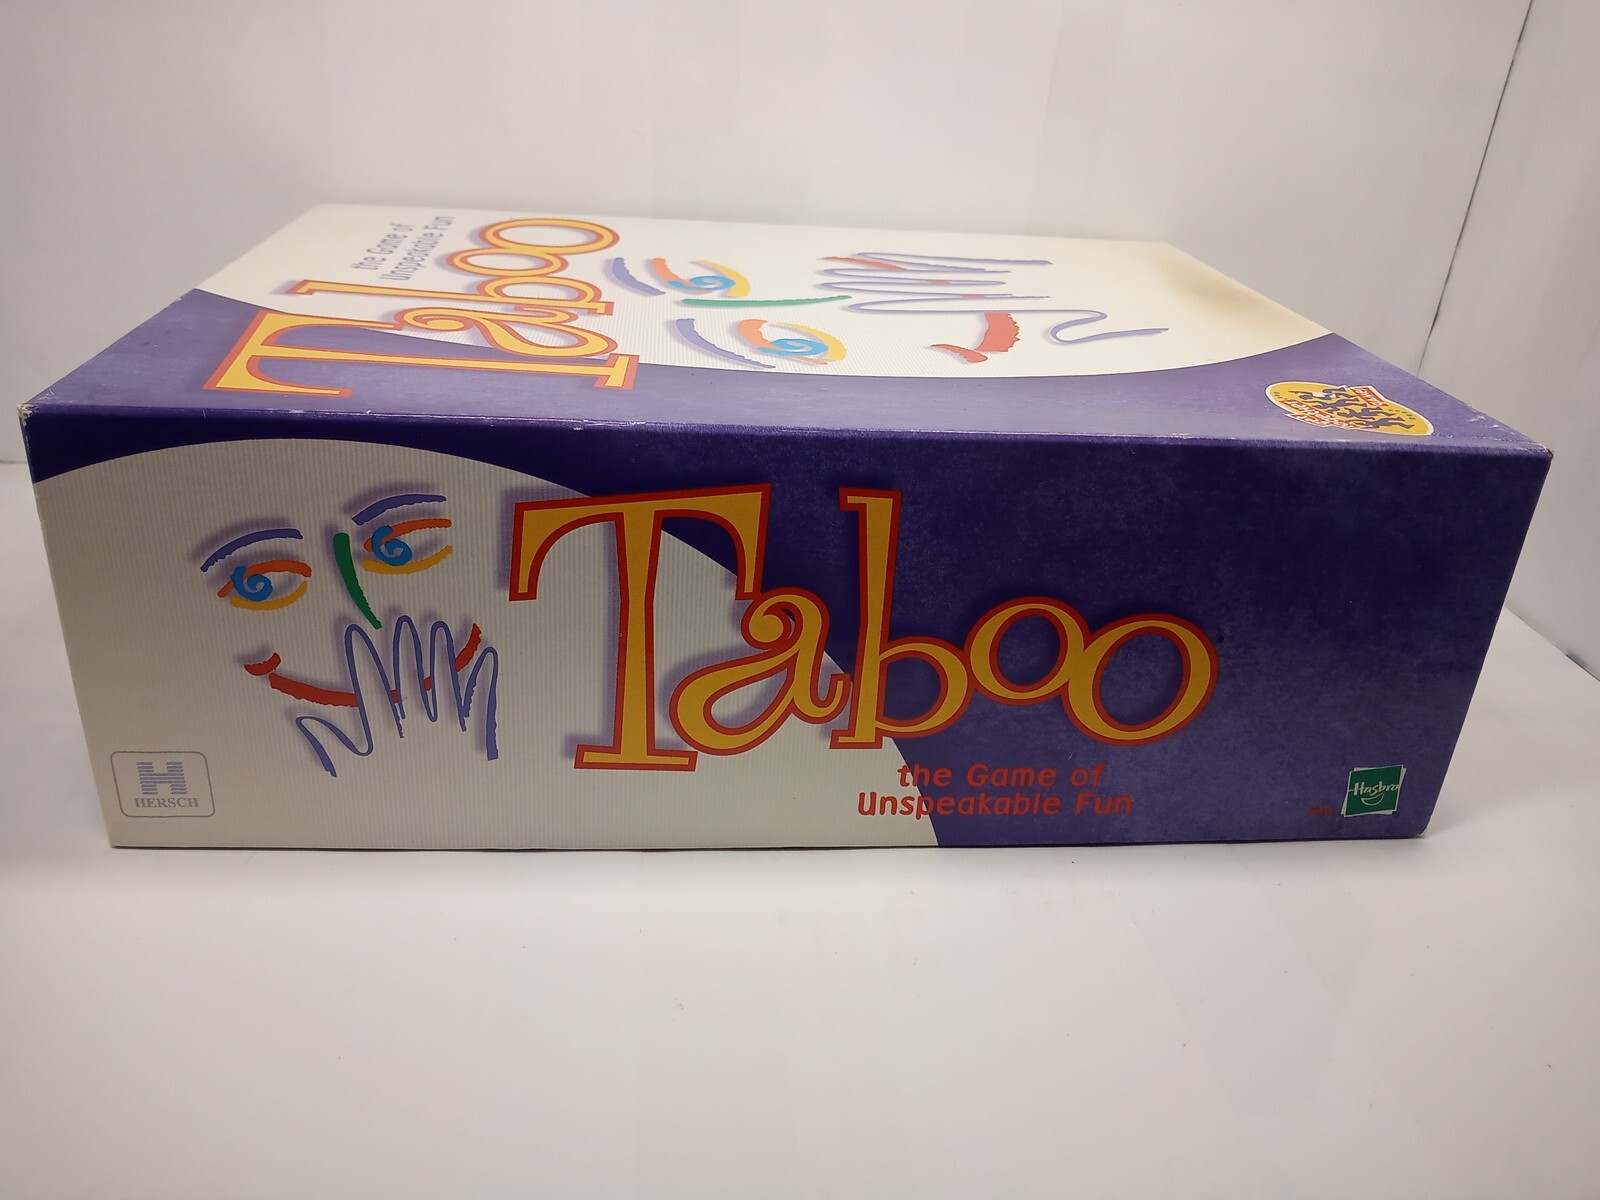 the Game of
Unspeakable Fun
Taboo
Taboo
the Game of
Unspeakable Fun
H
HERSCH
Hasbro